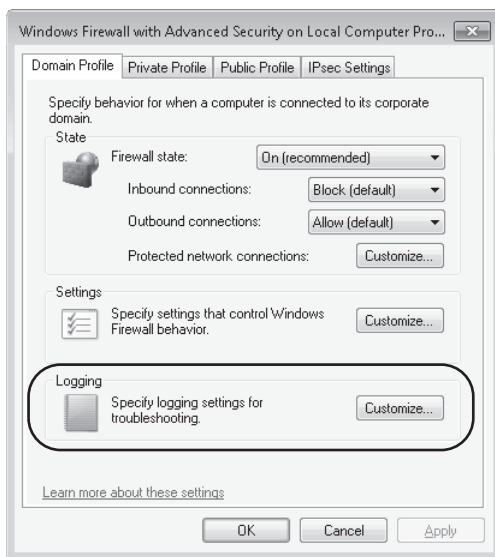 Windows Firewall with Advanced Security on Local Computer Pro...
Domain Profile
Private Profile
Public Profile
IPsec Settings
Specify behavior for when a computer is connected to its corporate
domain.
State
Firewall state:
On (recommended)
Inbound connections:
Block (default)
Outbound connections:
Allow (default)
Protected network connections:
Customize...
Settings
Specify settings that control Windows
Firewall behavior.
Customize...
Logging
Specify logging settings for
troubleshooting.
Customize...
Learn more about these settings
OK
Cancel
Apply